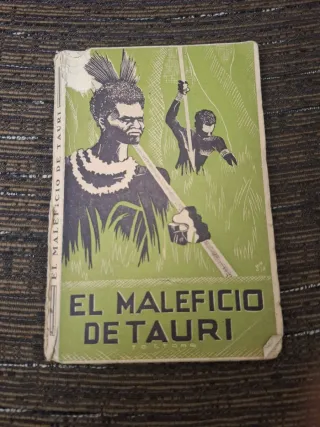 EL MALEFICIO DE TAURI
EL MALEFICIO
DE TAURI